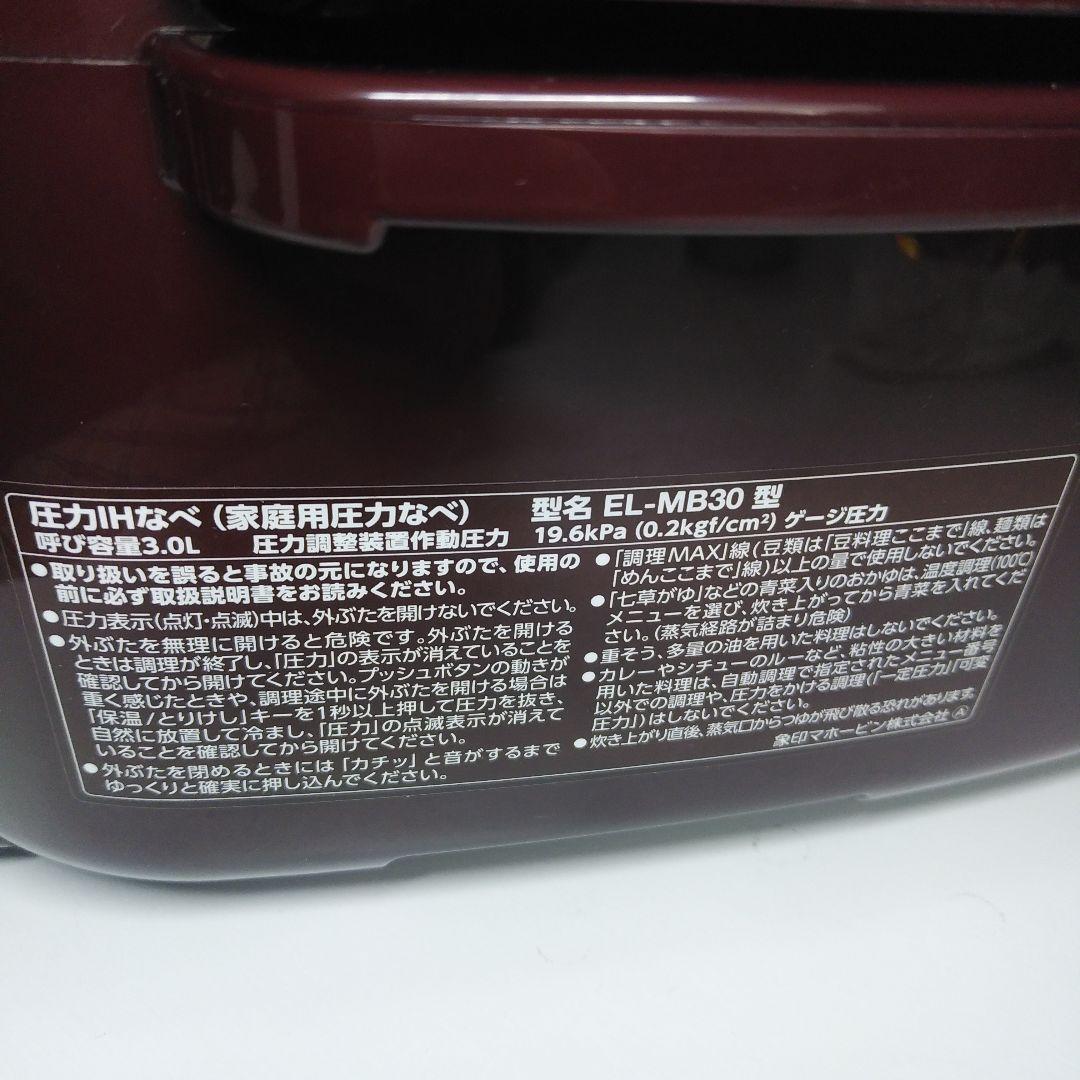 圧力IHなべ（家庭用圧力なべ） 型名 EL-MB30 型
呼び容量3.0L 圧力調整装置作動圧力 19.6kPa (0.2kgf/cm²) ゲージ圧力
●取り扱いを誤ると事故の元になりますので、使用の
前に必ず取扱説明書をお読みください。
●圧力表示(点灯・点滅)中は、外ぶたを開けないでください。
●外ぶたを無理に開けると危険です。外ぶたを開ける
ときは調理が終了し、「圧力」の表示が消えていることを
確認してから開けてください。プッシュボタンの動きが
重く感じたときや、調理途中に外ぶたを開ける場合は
「保温/とりけし」キーを1秒以上押して圧力を抜き、
自然に放置して冷まし、「圧力」の点滅表示が消えて
いることを確認してから開けてください。
●外ぶたを閉めるときには「カチッ」と音がするまで
ゆっくりと確実に押し込んでください。
●「調理MAX」線(豆類は「豆料理ここまで」線、麺類は
「めんここまで」線)以上の量で使用しないでください。
●「七草がゆ」などの青菜入りのおかゆは、温度調理(100℃)
メニューを選び、炊き上がってから青菜を入れてくだ
さい。(蒸気経路が詰まり危険)
●重そう、多量の油を用いた料理はしないでください。
●カレーやシチューのルーなど、粘性の大きい材料を
用いた料理は、自動調理で指定されたメニュー番号
以外での調理や、圧力をかける調理(「一定圧力」「可変
圧力」)はしないでください。
●炊き上がり直後、蒸気口からつゆが飛び散る恐れがあります。
象印マホービン株式会社 Ⓐ